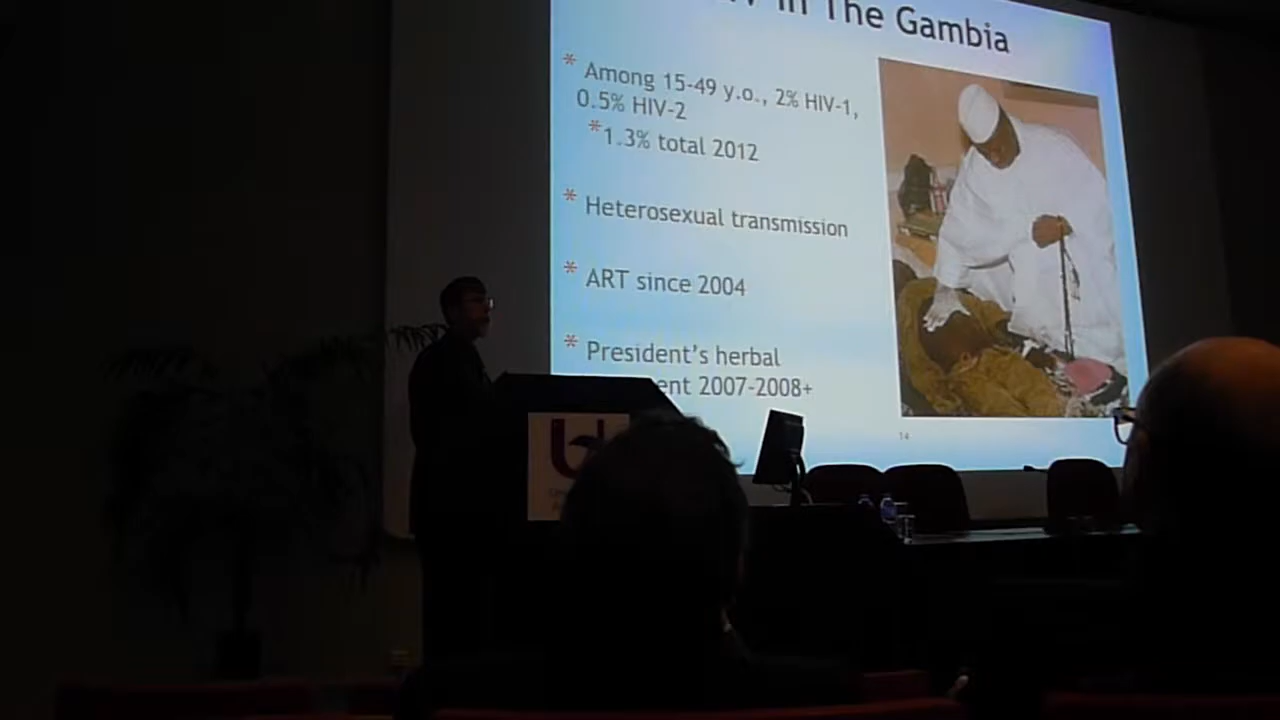 in The Gambia
* Among 15-49 y.o., 2% HIV-1,
0.5% HIV-2
*1.3% total 2012
* Heterosexual transmission
* ART since 2004
* President's herbal
ent 2007-2008+
14
U